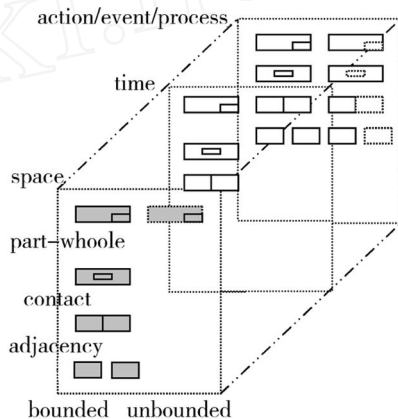 action/event/process
time
space
part-whoole
contact
adjacency
bounded unbounded